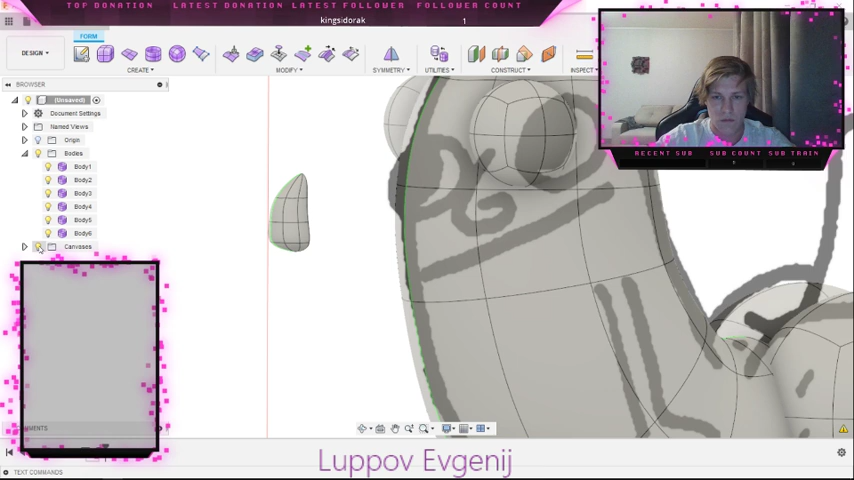 TOP DONATION LATEST DONATION LATEST FOLLOWER FOLLOWER COUNT
kingsidorak 1
FORM
DESIGN
CREATE MODIFY SYMMETRY UTILITIES CONSTRUCT INSPECT
BROWSER
(Unsaved)
Document Settings
Named Views
Origin
Bodies
Body1
Body2
Body3
Body4
Body5
Body6
Canvases
RECENT SUB SUB COUNT SUB TRAIN
Luppov Evgenij
TEXT COMMANDS